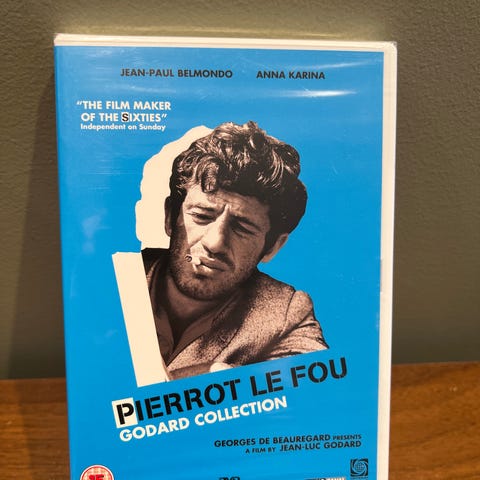 JEAN-PAUL BELMONDO ANNA KARINA
"THE FILM MAKER
OF THE SIXTIES"
Independent on Sunday
PIERROT LE FOU
GODARD COLLECTION
GEORGES DE BEAUREGARD PRESENTS
A FILM BY JEAN-LUC GODARD
15